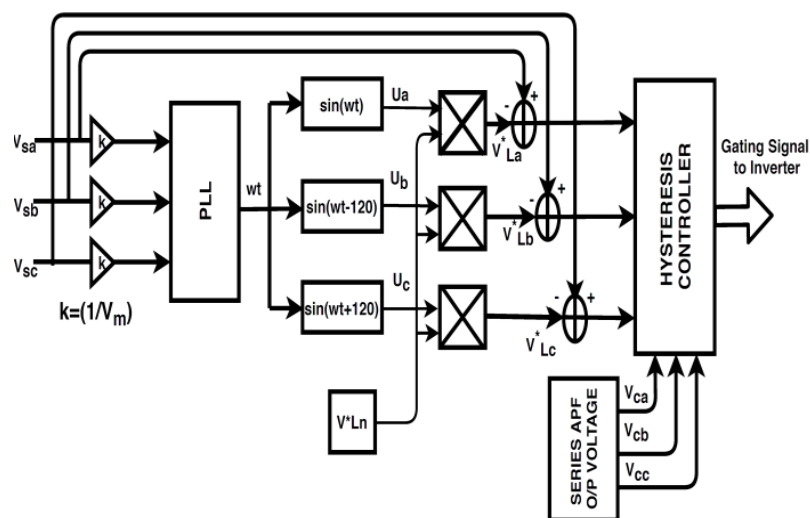 Vsa
k
Vsb
k
Vsc
k
k=(1/Vm)
PLL
wt
sin(wt)
sin(wt-120)
sin(wt+120)
Ua
Ub
Uc
V*Ln
-
+
V*La
-
+
V*Lb
-
+
V*Lc
HYSTERESIS
CONTROLLER
Gating Signal
to Inverter
SERIES APF
O/P VOLTAGE
Vca
Vcb
Vcc